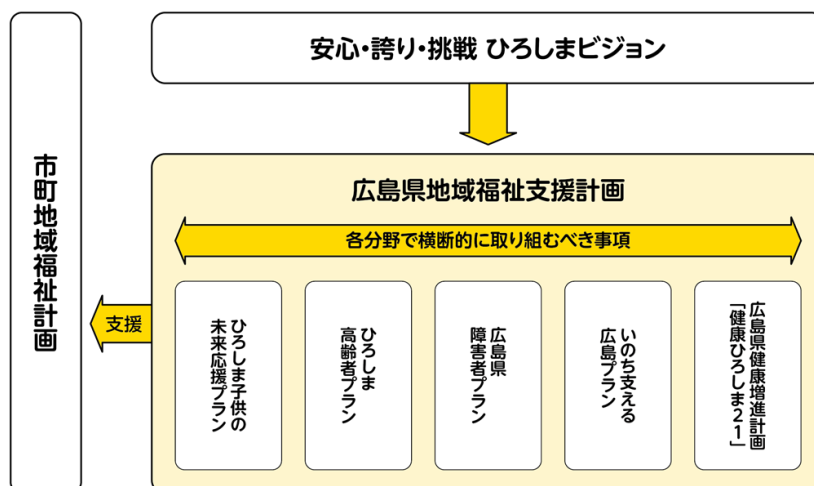 安心・誇り・挑戦 ひろしまビジョン
市町地域福祉計画
広島県地域福祉支援計画
各分野で横断的に取り組むべき事項
支援
ひろしま子供の
未来応援プラン
ひろしま
高齢者プラン
広島県
障害者プラン
いのち支える
広島プラン
広島県健康増進計画
「健康ひろしま21」